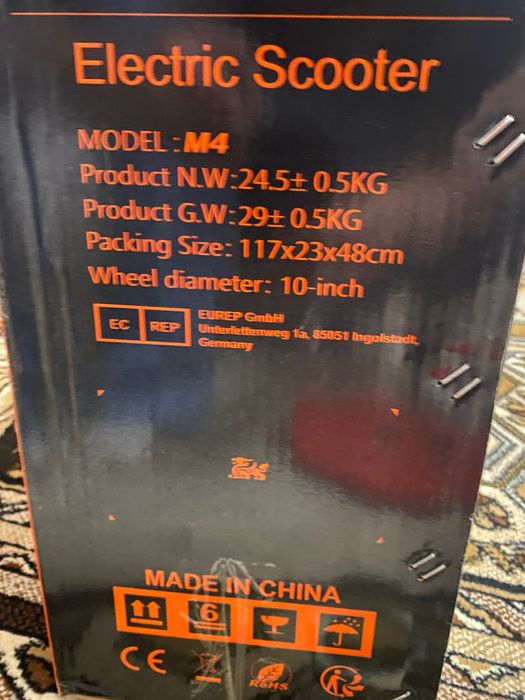 Electric Scooter
MODEL : M4
Product N.W:24.5± 0.5KG
Product G.W:29± 0.5KG
Packing Size: 117x23x48cm
Wheel diameter: 10-inch
EC REP
EUREP GmbH
Unterlettenweg 1a, 85051 Ingolstadt,
Germany
MADE IN CHINA
6
CE
RoHS